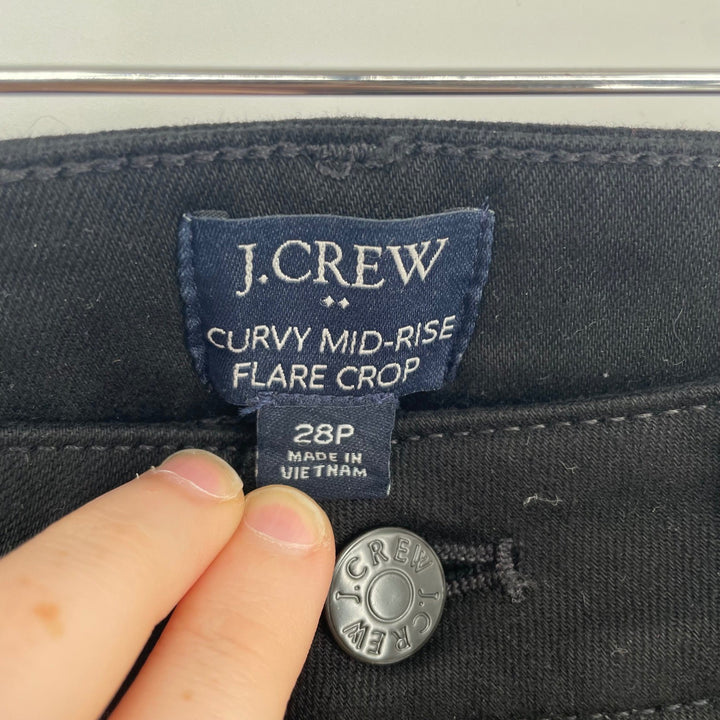 J.CREW
CURVY MID-RISE
FLARE CROP
28P
MADE IN
VIETNAM
J.CREW J.CREW